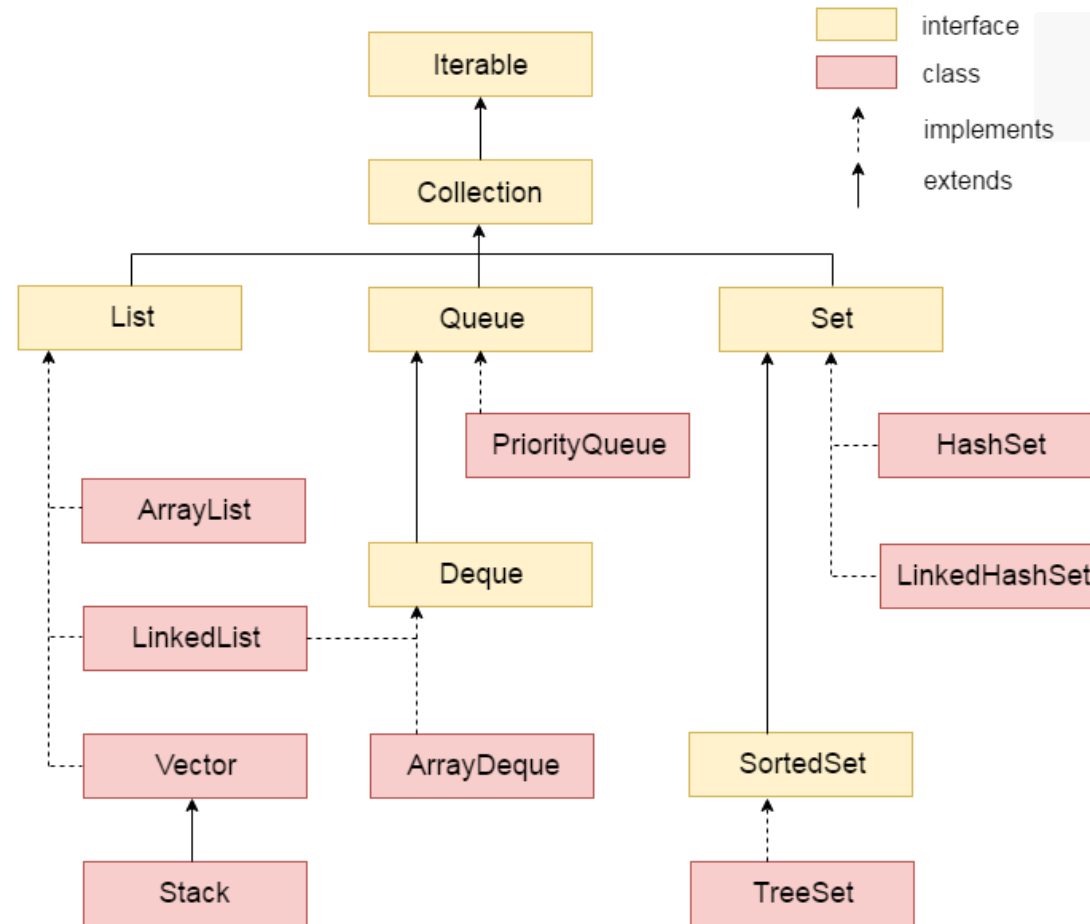 interface
Iterable
class
implements
Collection
extends
List
Queue
Set
PriorityQueue
HashSet
ArrayList
Deque
LinkedHashSet
LinkedList
Vector
ArrayDeque
SortedSet
Stack
TreeSet